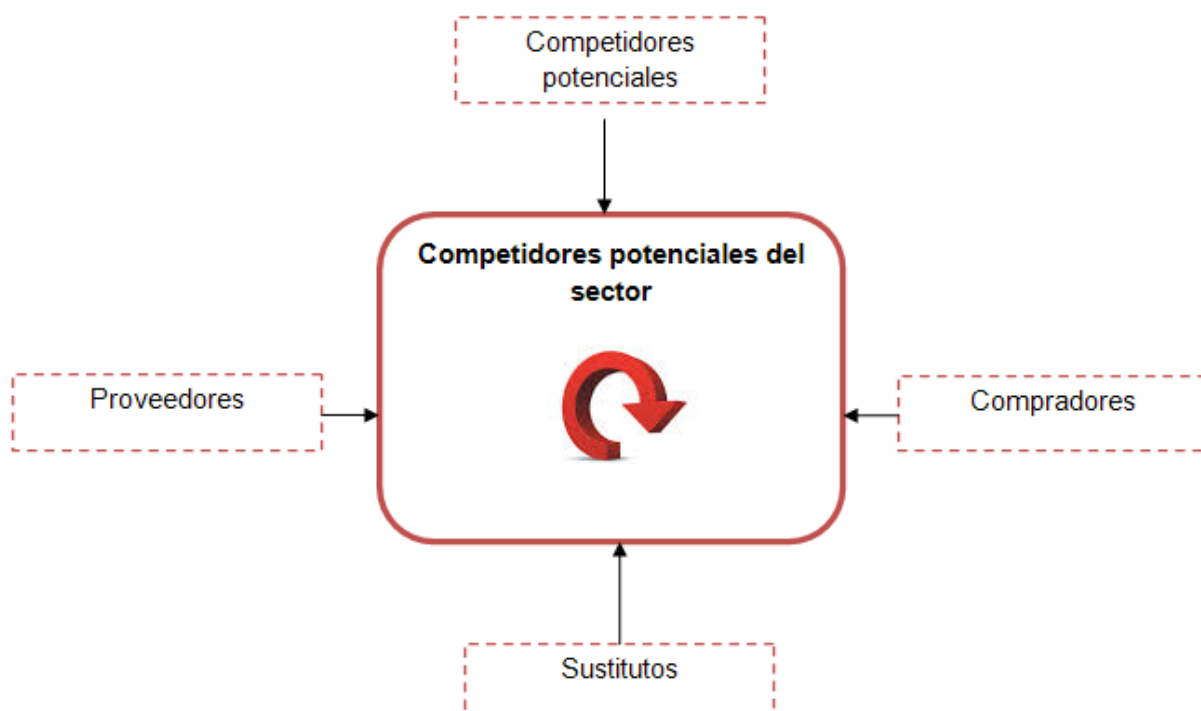 Competidores
potenciales
Competidores potenciales del
sector
Proveedores
Compradores
Sustitutos